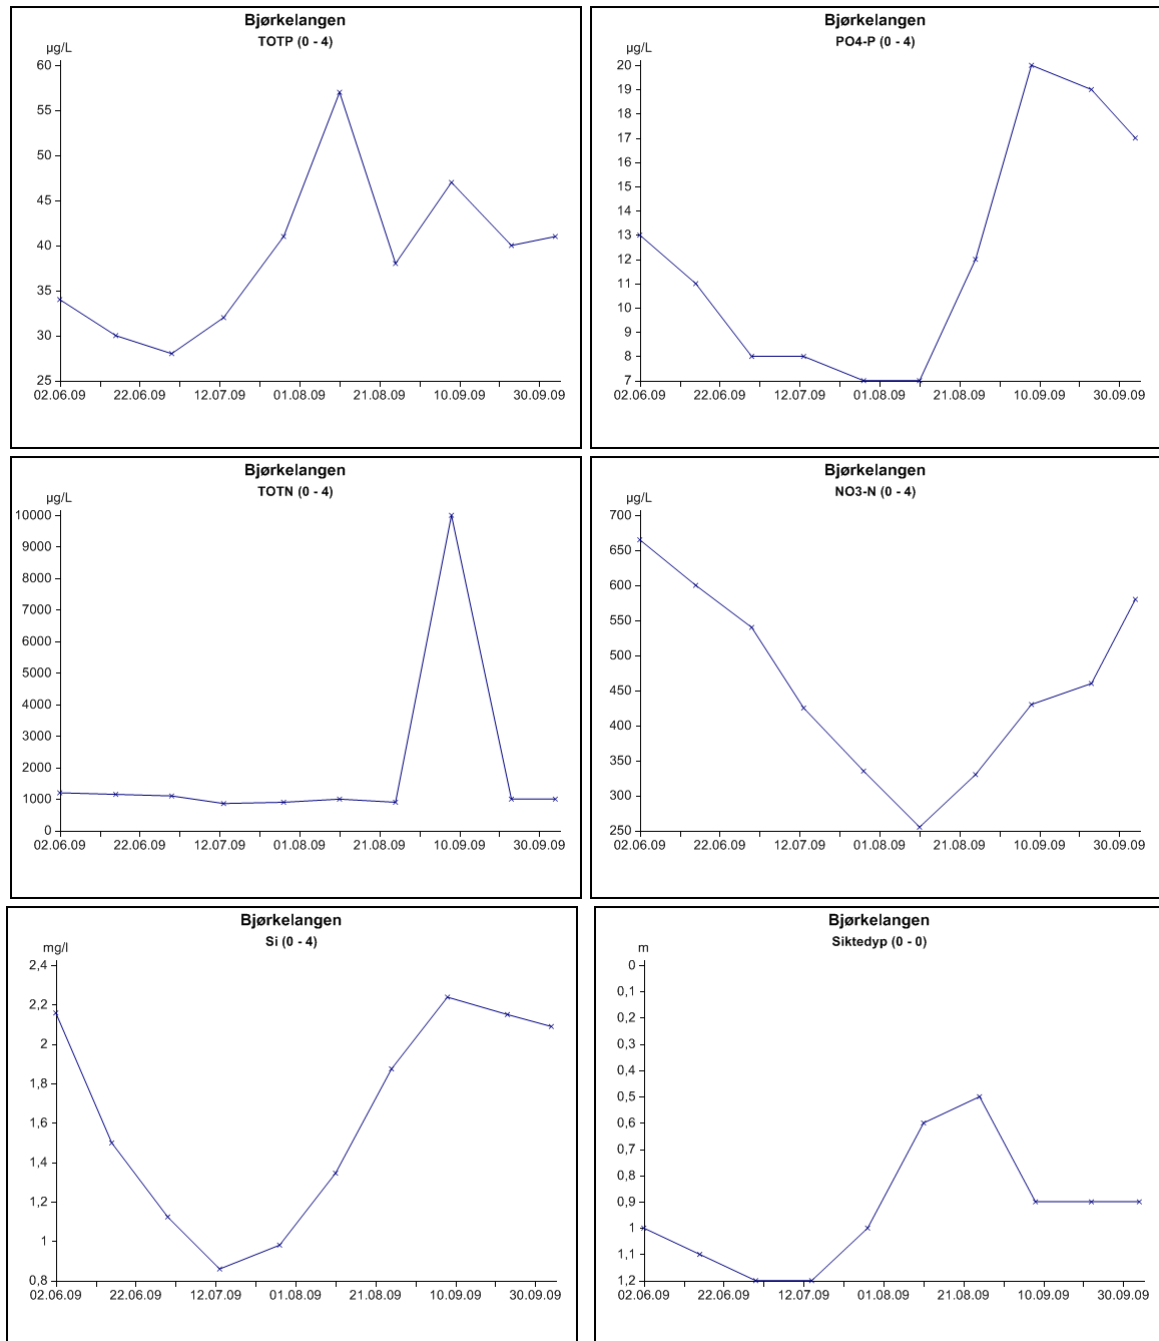 Bjørkelangen
TOTP (0 - 4)
µg/L
60
55
50
45
40
35
30
25
02.06.09 22.06.09 12.07.09 01.08.09 21.08.09 10.09.09 30.09.09
Bjørkelangen
PO4-P (0 - 4)
µg/L
20
19
18
17
16
15
14
13
12
11
10
9
8
7
02.06.09 22.06.09 12.07.09 01.08.09 21.08.09 10.09.09 30.09.09
Bjørkelangen
TOTN (0 - 4)
µg/L
10000
9000
8000
7000
6000
5000
4000
3000
2000
1000
0
02.06.09 22.06.09 12.07.09 01.08.09 21.08.09 10.09.09 30.09.09
Bjørkelangen
NO3-N (0 - 4)
µg/L
700
650
600
550
500
450
400
350
300
250
02.06.09 22.06.09 12.07.09 01.08.09 21.08.09 10.09.09 30.09.09
Bjørkelangen
Si (0 - 4)
mg/l
2,4
2,2
2
1,8
1,6
1,4
1,2
1
0,8
02.06.09 22.06.09 12.07.09 01.08.09 21.08.09 10.09.09 30.09.09
Bjørkelangen
Siktedyp (0 - 0)
m
0
0,1
0,2
0,3
0,4
0,5
0,6
0,7
0,8
0,9
1
1,1
1,2
02.06.09 22.06.09 12.07.09 01.08.09 21.08.09 10.09.09 30.09.09